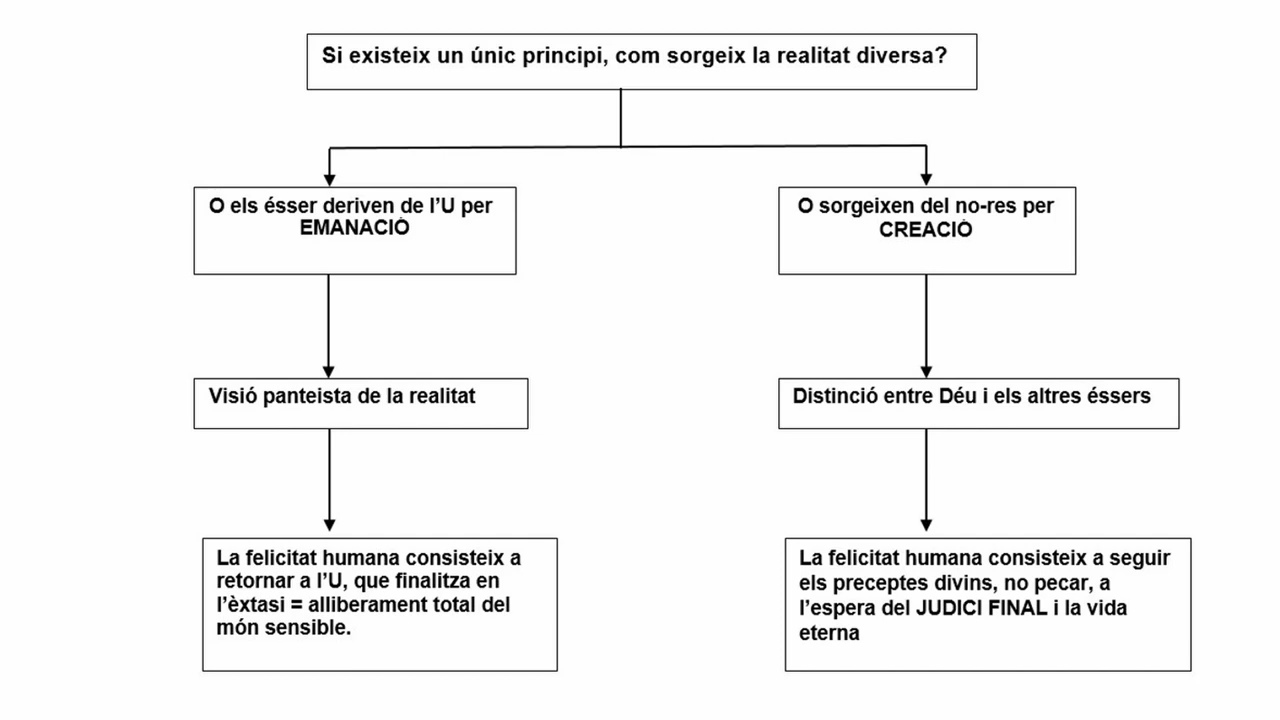 Si existeix un únic principi, com sorgeix la realitat diversa?
O els ésser deriven de l’U per
EMANACIÓ
O sorgeixen del no-res per
CREACIÓ
Visió panteista de la realitat
Distinció entre Déu i els altres éssers
La felicitat humana consisteix a
retornar a l’U, que finalitza en
l’èxtasi = alliberament total del
món sensible.
La felicitat humana consisteix a seguir
els preceptes divins, no pecar, a
l’espera del JUDICI FINAL i la vida
eterna